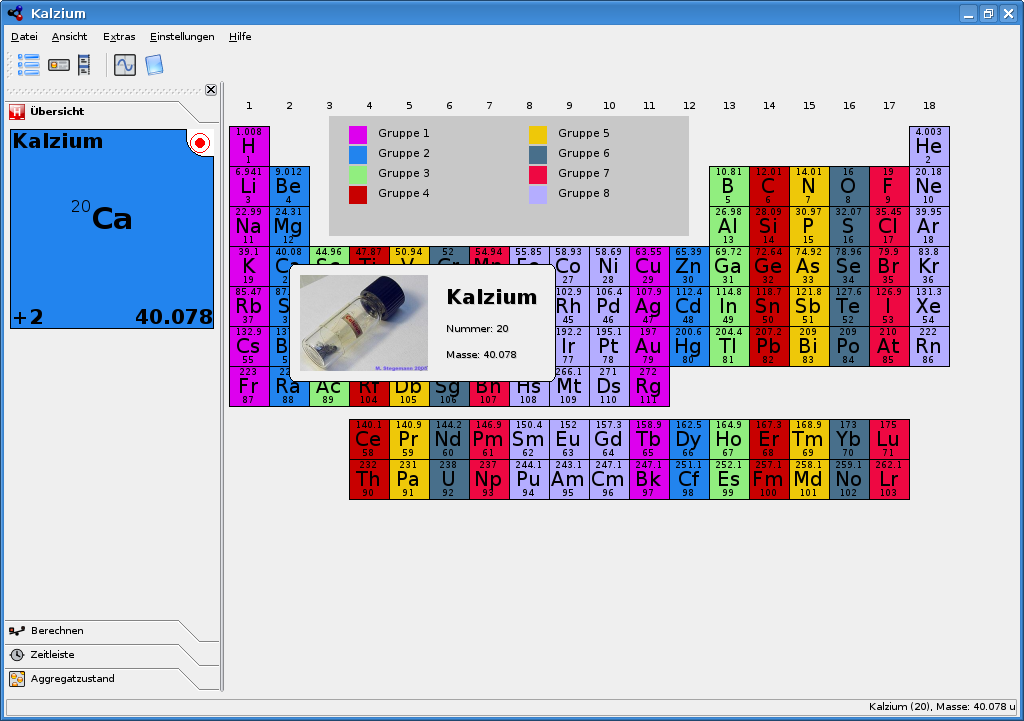 Kalzium
Datei Ansicht Extras Einstellungen Hilfe
Übersicht
Kalzium
20Ca
+2 40.078
Berechnen
Zeitleiste
Aggregatzustand
1 2 3 4 5 6 7 8 9 10 11 12 13 14 15 16 17 18
Gruppe 1 Gruppe 5
Gruppe 2 Gruppe 6
Gruppe 3 Gruppe 7
Gruppe 4 Gruppe 8
1.008 4.003
H He
1 2
6.941 9.012 10.81 12.01 14.01 16 19 20.18
Li Be B C N O F Ne
3 4 5 6 7 8 9 10
22.99 24.31 26.98 28.09 30.97 32.07 35.45 39.95
Na Mg Al Si P S Cl Ar
11 12 13 14 15 16 17 18
39.1 40.08 44.96 47.87 50.94 52 54.94 55.85 58.93 58.69 63.55 65.39 69.72 72.64 74.92 78.96 79.9 83.8
K Co Ni Cu Zn Ga Ge As Se Br Kr
19 27 28 29 30 31 32 33 34 35 36
85.47 102.9 106.4 107.9 112.4 114.8 118.7 121.8 127.6 126.9 131.3
Rb Rh Pd Ag Cd In Sn Sb Te I Xe
37 45 46 47 48 49 50 51 52 53 54
132.9 192.2 195.1 197 200.6 204.4 207.2 209 209 210 222
Cs Ir Pt Au Hg Tl Pb Bi Po At Rn
55 77 78 79 80 81 82 83 84 85 86
223 266.1 271 272
Fr Ra Ac Rf Db Sg Bh Hs Mt Ds Rg
87 88 89 104 105 106 107 108 109 110 111
Kalzium
Nummer: 20
Masse: 40.078
140.1 140.9 144.2 146.9 150.4 152 157.3 158.9 162.5 164.9 167.3 168.9 173 175
Ce Pr Nd Pm Sm Eu Gd Tb Dy Ho Er Tm Yb Lu
58 59 60 61 62 63 64 65 66 67 68 69 70 71
232 231 238 237 244.1 243.1 247.1 247.1 251.1 252.1 257.1 258.1 259.1 262.1
Th Pa U Np Pu Am Cm Bk Cf Es Fm Md No Lr
90 91 92 93 94 95 96 97 98 99 100 101 102 103
Kalzium (20), Masse: 40.078 u